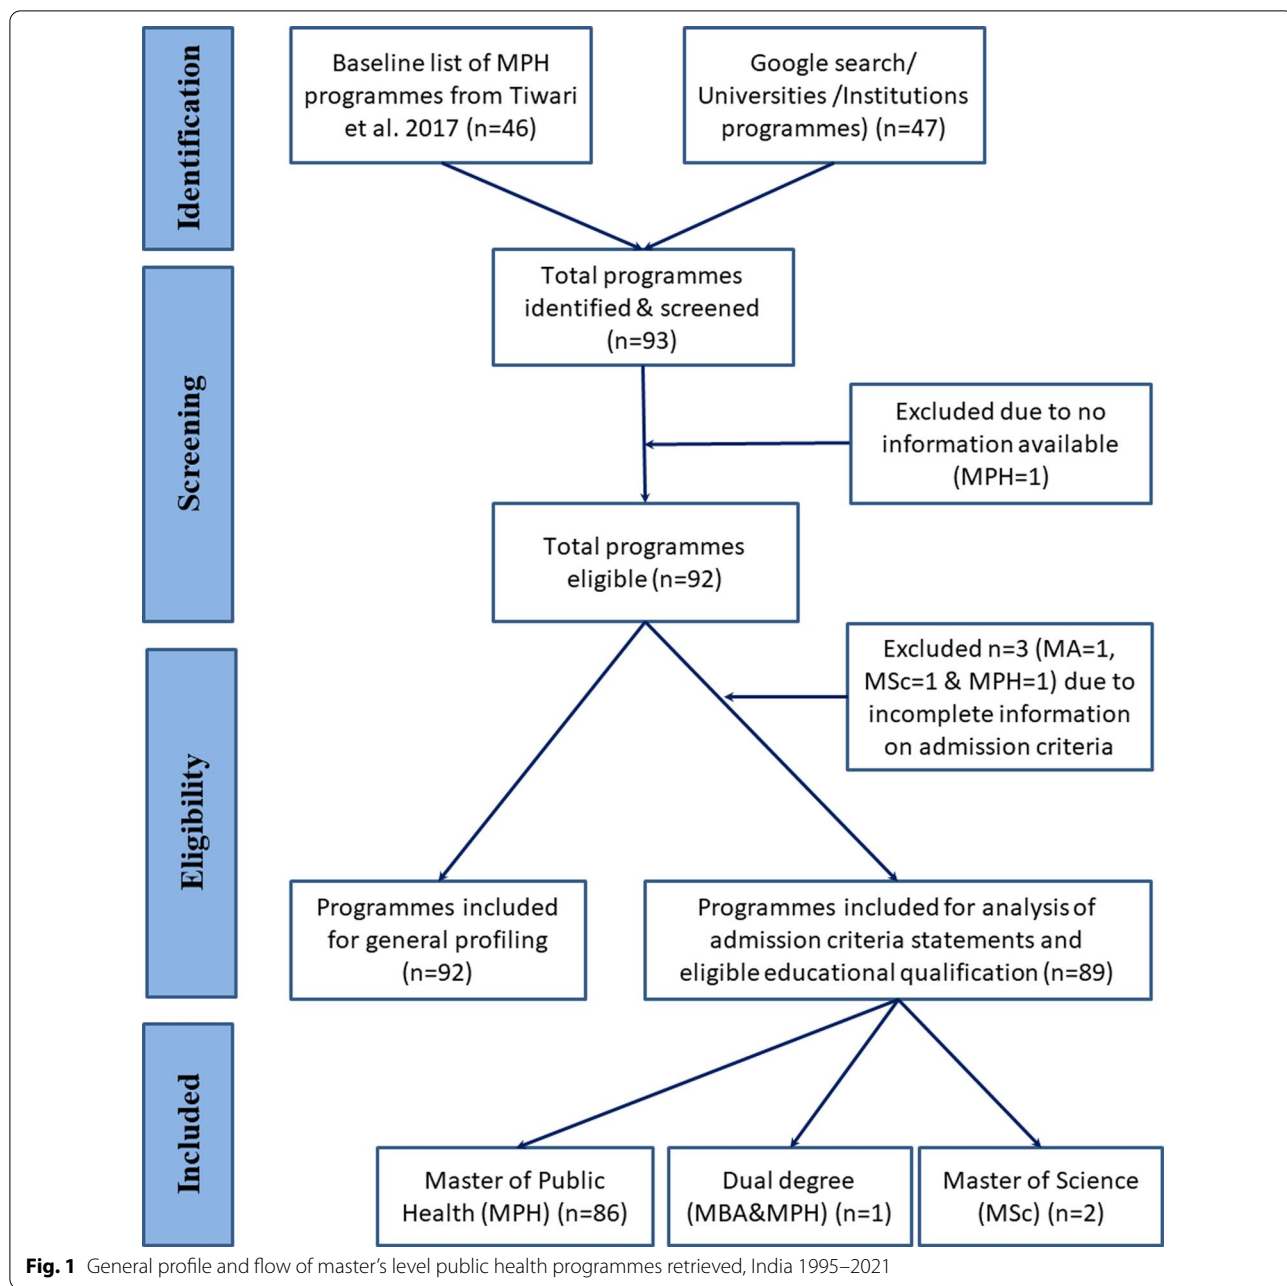 Identification
Baseline list of MPH
programmes from Tiwari
et al. 2017 (n=46)
Google search/
Universities /Institutions
programmes) (n=47)
Screening
Total programmes
identified & screened
(n=93)
Excluded due to no
information available
(MPH=1)
Total programmes
eligible (n=92)
Eligibility
Excluded n=3 (MA=1,
MSc=1 & MPH=1) due to
incomplete information
on admission criteria
Programmes included
for general profiling
(n=92)
Programmes included for analysis of
admission criteria statements and
eligible educational qualification (n=89)
Included
Master of Public
Health (MPH) (n=86)
Dual degree
(MBA&MPH) (n=1)
Master of Science
(MSc) (n=2)
Fig. 1 General profile and flow of master’s level public health programmes retrieved, India 1995–2021